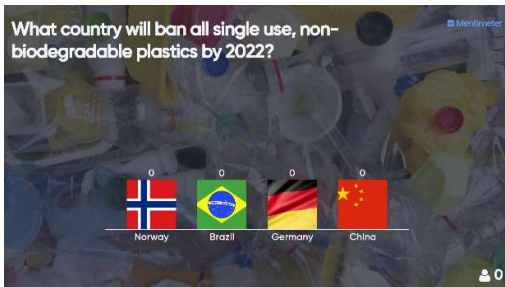 What country will ban all single use, non-
biodegradable plastics by 2022?
Mentimeter
0 0 0 0
Norway Brazil Germany China
0